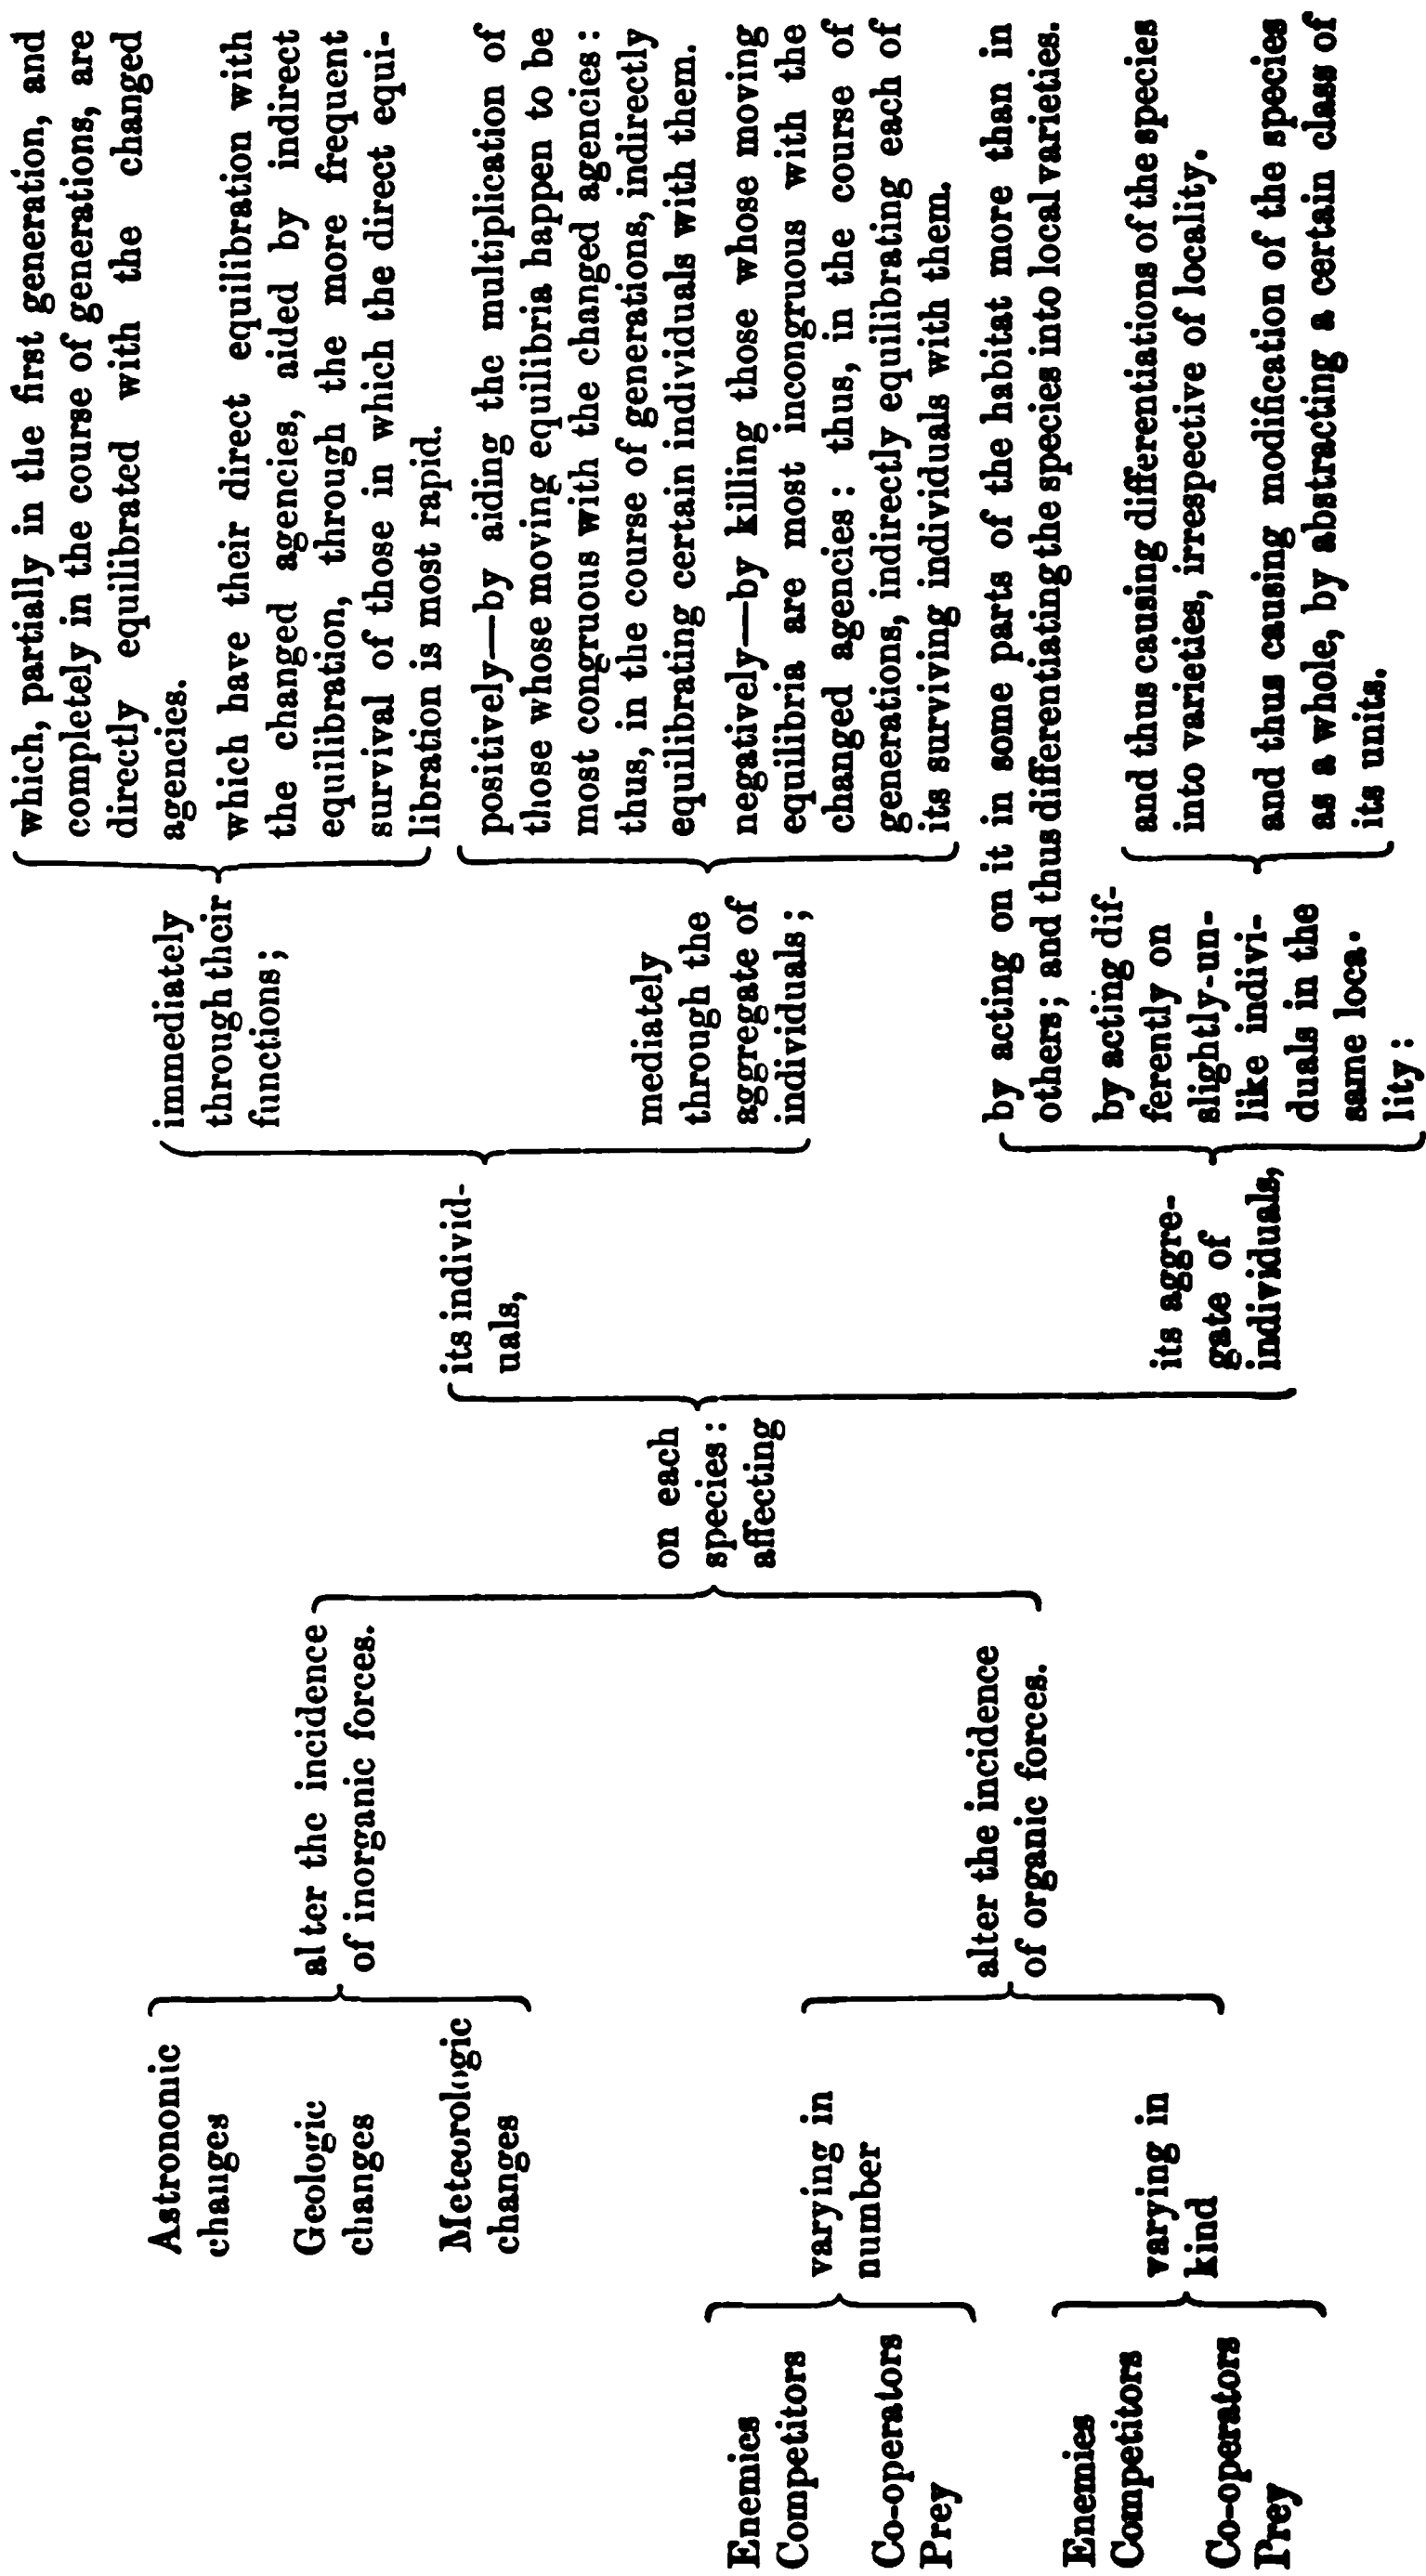 Astronomic
changes
Geologic
changes
Meteorologic
changes
alter the incidence
of inorganic forces.
Enemies
Competitors
Co-operators
Prey
varying in
number
Enemies
Competitors
Co-operators
Prey
varying in
kind
alter the incidence
of organic forces.
on each
species:
affecting
its individ-
uals,
immediately
through their
functions;
which, partially in the first generation, and
completely in the course of generations, are
directly equilibrated with the changed
agencies.
which have their direct equilibration with
the changed agencies, aided by indirect
equilibration, through the more frequent
survival of those in which the direct equi-
libration is most rapid.
mediately
through the
aggregate of
individuals;
positively—by aiding the multiplication of
those whose moving equilibria happen to be
most congruous with the changed agencies:
thus, in the course of generations, indirectly
equilibrating certain individuals with them.
negatively—by killing those whose moving
equilibria are most incongruous with the
changed agencies: thus, in the course of
generations, indirectly equilibrating each of
its surviving individuals with them.
its aggre-
gate of
individuals,
by acting on it in some parts of the habitat more than in
others; and thus differentiating the species into local varieties.
by acting dif-
ferently on
slightly-un-
like indivi-
duals in the
same loca-
lity:
and thus causing differentiations of the species
into varieties, irrespective of locality.
and thus causing modification of the species
as a whole, by abstracting a certain class of
its units.